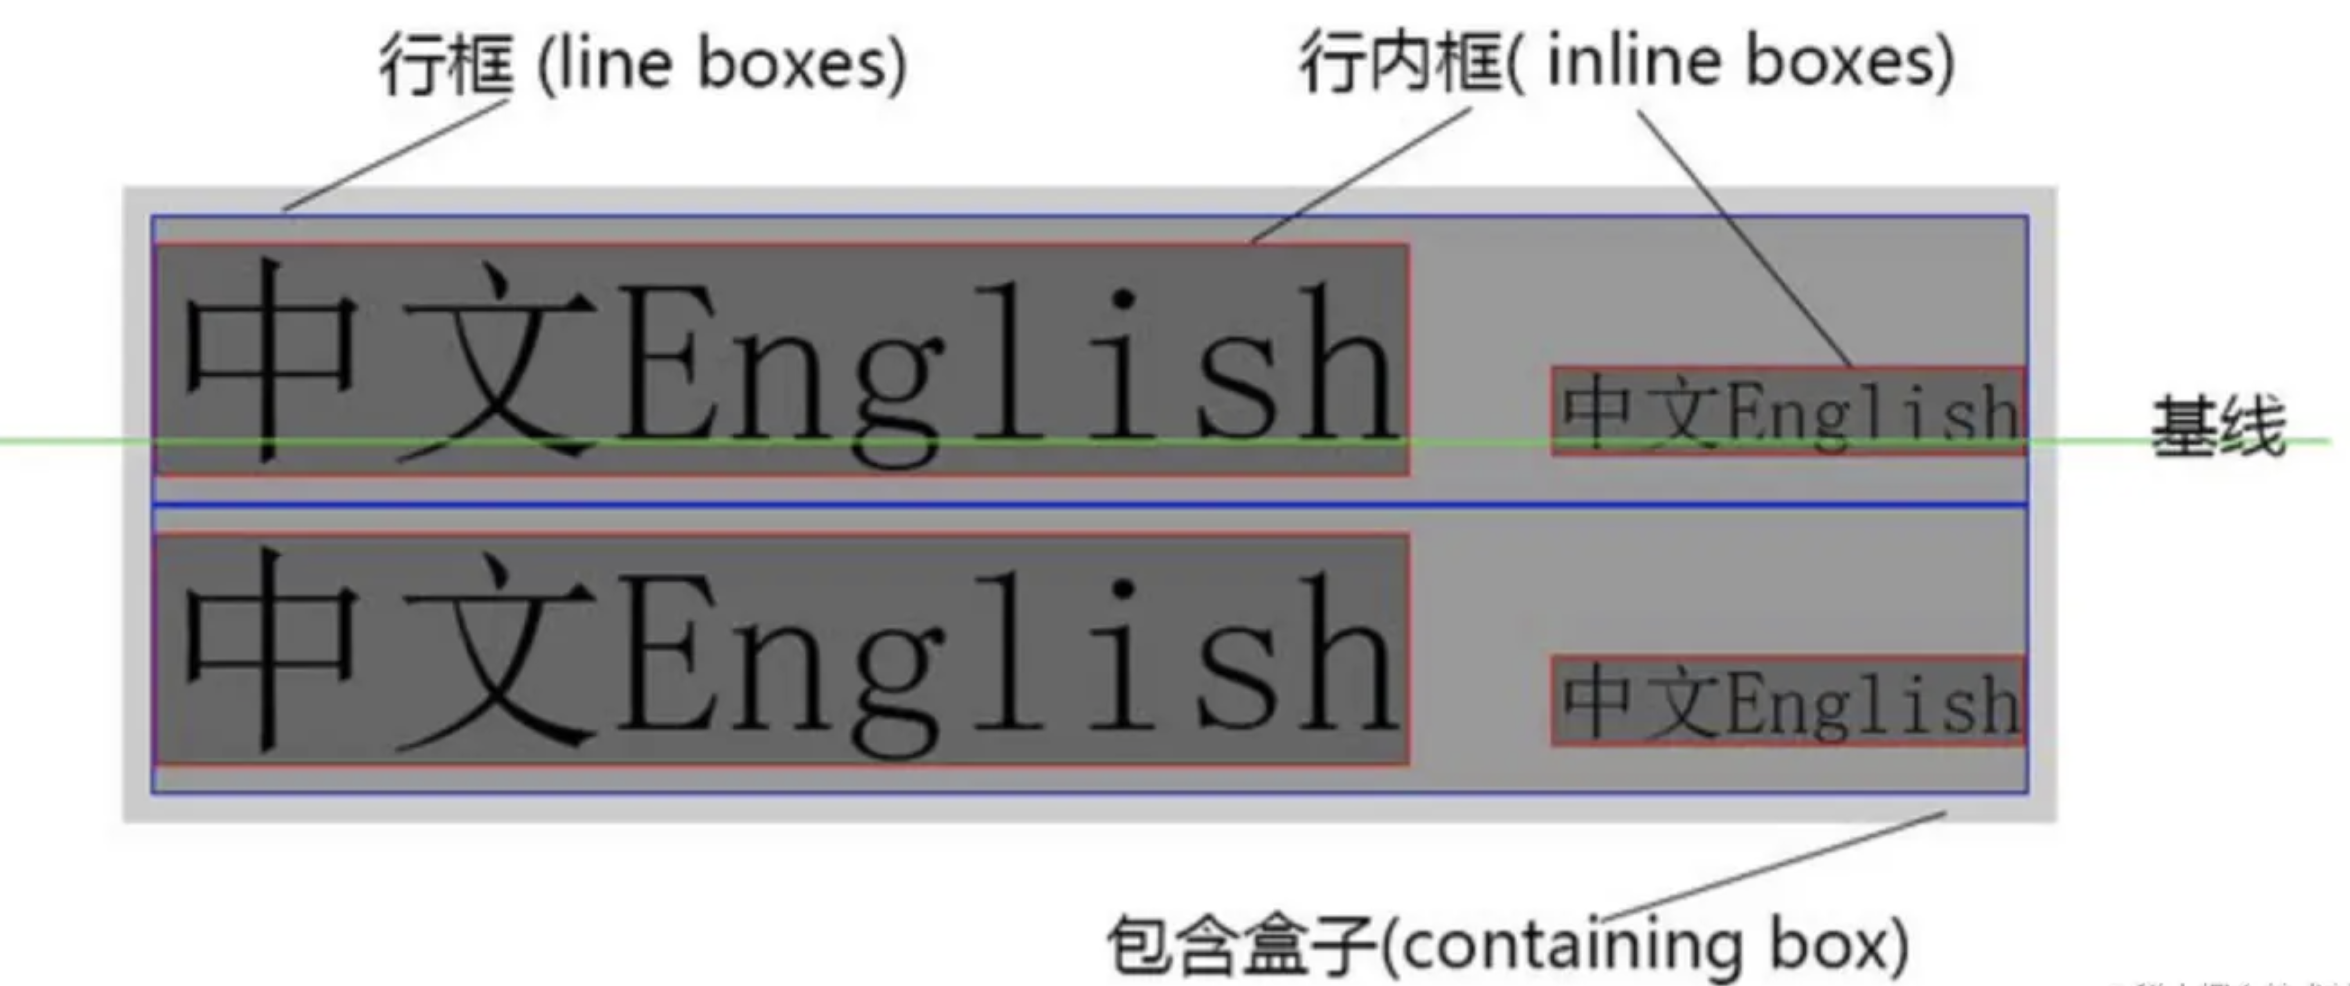 行框 (line boxes)
行内框( inline boxes)
中文English
中文English
基线
中文English
中文English
包含盒子(containing box)